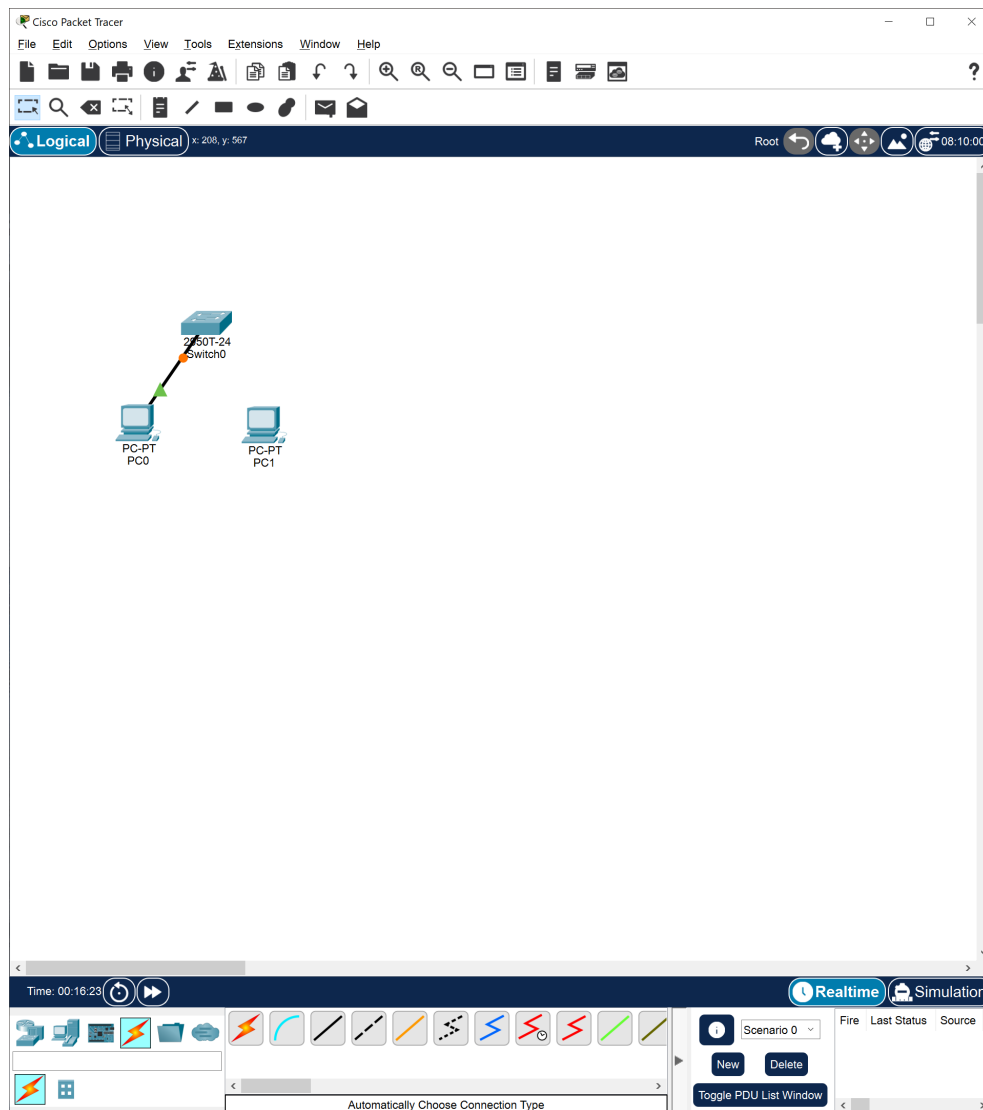 Cisco Packet Tracer
File Edit Options View Tools Extensions Window Help
R
?
Logical Physical x: 208, y: 567 Root 08:10:00
2950T-24
Switch0
PC-PT
PC0
PC-PT
PC1
Time: 00:16:23 Realtime Simulation
Scenario 0 Fire Last Status Source
New Delete
Toggle PDU List Window
Automatically Choose Connection Type